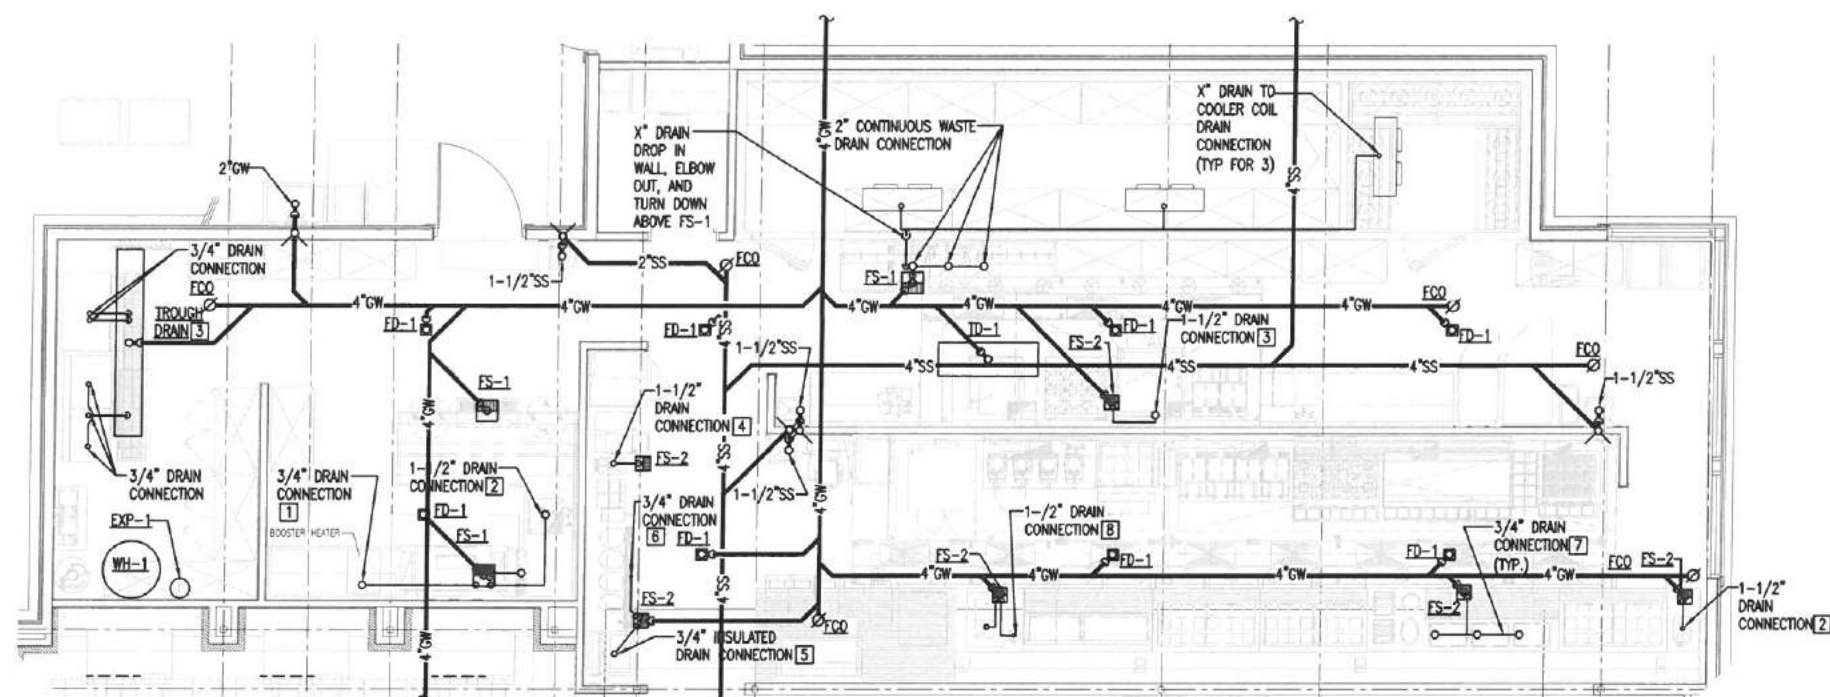 X" DRAIN TO
COOLER COIL
DRAIN
CONNECTION
(TYP FOR 3)
X" DRAIN
DROP IN
WALL, ELBOW
OUT, AND
TURN DOWN
ABOVE FS-1
4"GW
2" CONTINUOUS WASTE
DRAIN CONNECTION
4"SS
2"GW
3/4" DRAIN
CONNECTION
FCO
TROUGH
DRAIN 3
1-1/2"SS
2"SS
FCO
FS-1
4"GW
4"GW
4"GW
4"GW
4"GW
4"GW
FCO
FD-1
FD-1
4"SS
TD-1
FD-1
1-1/2" DRAIN
CONNECTION 3
FS-2
FD-1
1-1/2"SS
4"SS
4"SS
4"SS
FCO
1-1/2"SS
FS-1
4"GW
1-1/2"
DRAIN
CONNECTION 4
FS-2
4"SS
1-1/2"SS
4"GW
3/4" DRAIN
CONNECTION
3/4" DRAIN
CONNECTION
1
BOOSTER HEATER
1-1/2" DRAIN
CONNECTION 2
FD-1
FS-1
EXP-1
WH-1
3/4" DRAIN
CONNECTION
6
FD-1
4"SS
FS-2
1-/2" DRAIN
CONNECTION 8
FD-1
FD-1
3/4" DRAIN
CONNECTION 7
(TYP.)
4"GW
4"GW
4"GW
4"GW
FCO
FS-2
FS-2
FS-2
FCO
1-1/2"
DRAIN
CONNECTION 2
4"GW
3/4" INSULATED
DRAIN CONNECTION 5